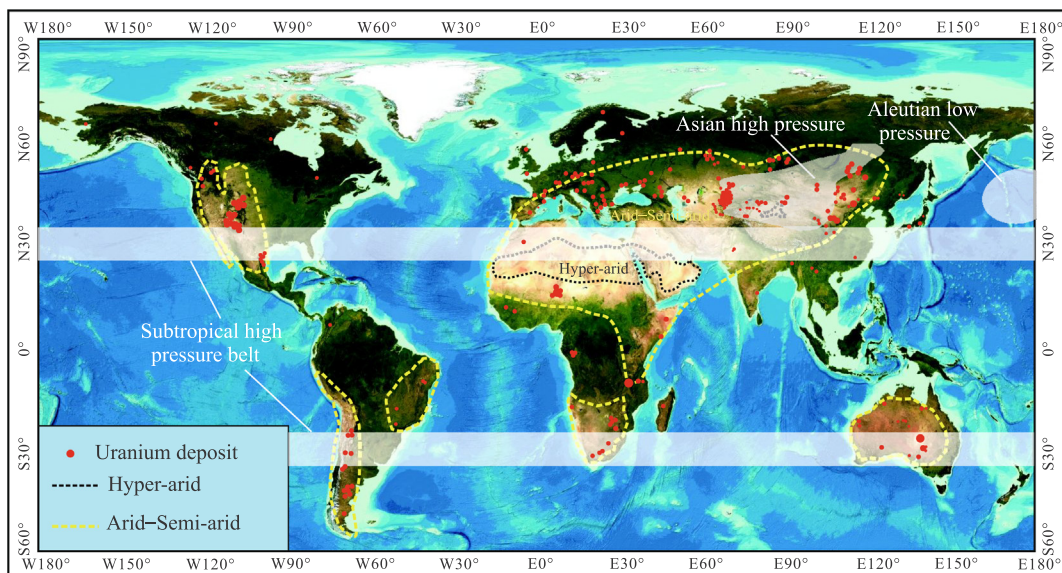 W180° W150° W120° W90° W60° W30° E0° E30° E60° E90° E120° E150° E180°
N90°
N60°
N30°
0°
S30°
S60°
N90°
N60°
N30°
0°
S30°
S60°
Aleutian low
pressure
Asian high pressure
Arid–Semi-arid
Hyper-arid
Subtropical high
pressure belt
Uranium deposit
Hyper-arid
Arid–Semi-arid
W180° W150° W120° W90° W60° W30° E0° E30° E60° E90° E120° E150° E180°